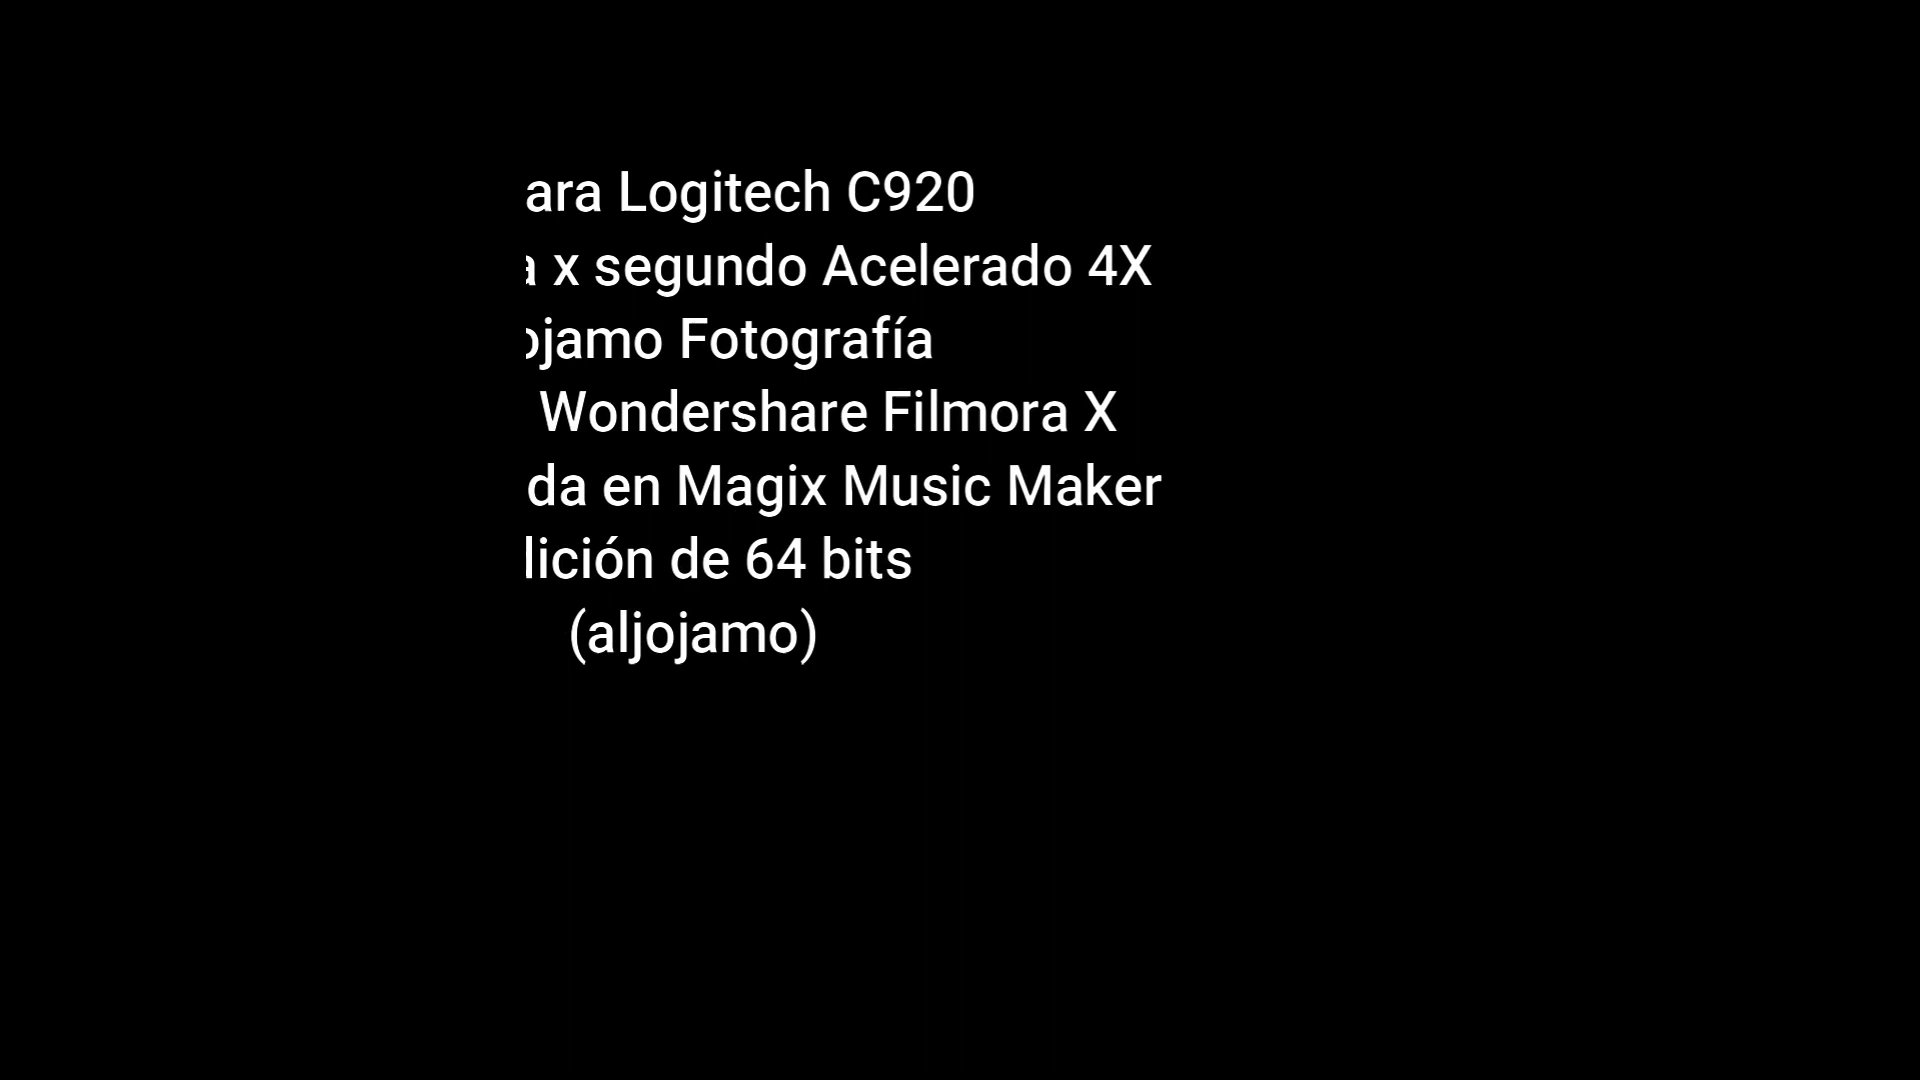 ara Logitech C920
x segundo Acelerado 4X
ojamo Fotografía
Wondershare Filmora X
da en Magix Music Maker
dición de 64 bits
(aljojamo)